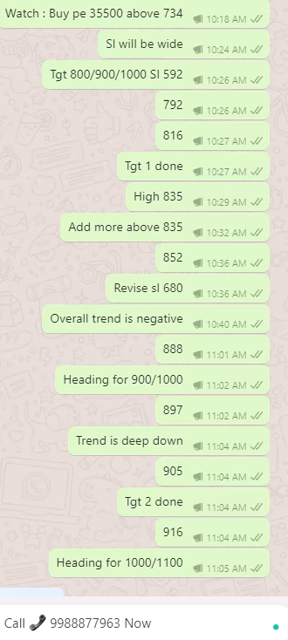 Watch : Buy pe 35500 above 734 10:18 AM
Sl will be wide 10:24 AM
Tgt 800/900/1000 Sl 592 10:26 AM
792 10:26 AM
816 10:27 AM
Tgt 1 done 10:27 AM
High 835 10:29 AM
Add more above 835 10:32 AM
852 10:36 AM
Revise sl 680 10:36 AM
Overall trend is negative 10:40 AM
888 11:01 AM
Heading for 900/1000 11:02 AM
897 11:02 AM
Trend is deep down 11:04 AM
905 11:04 AM
Tgt 2 done 11:04 AM
916 11:04 AM
Heading for 1000/1100 11:05 AM
Call 9988877963 Now